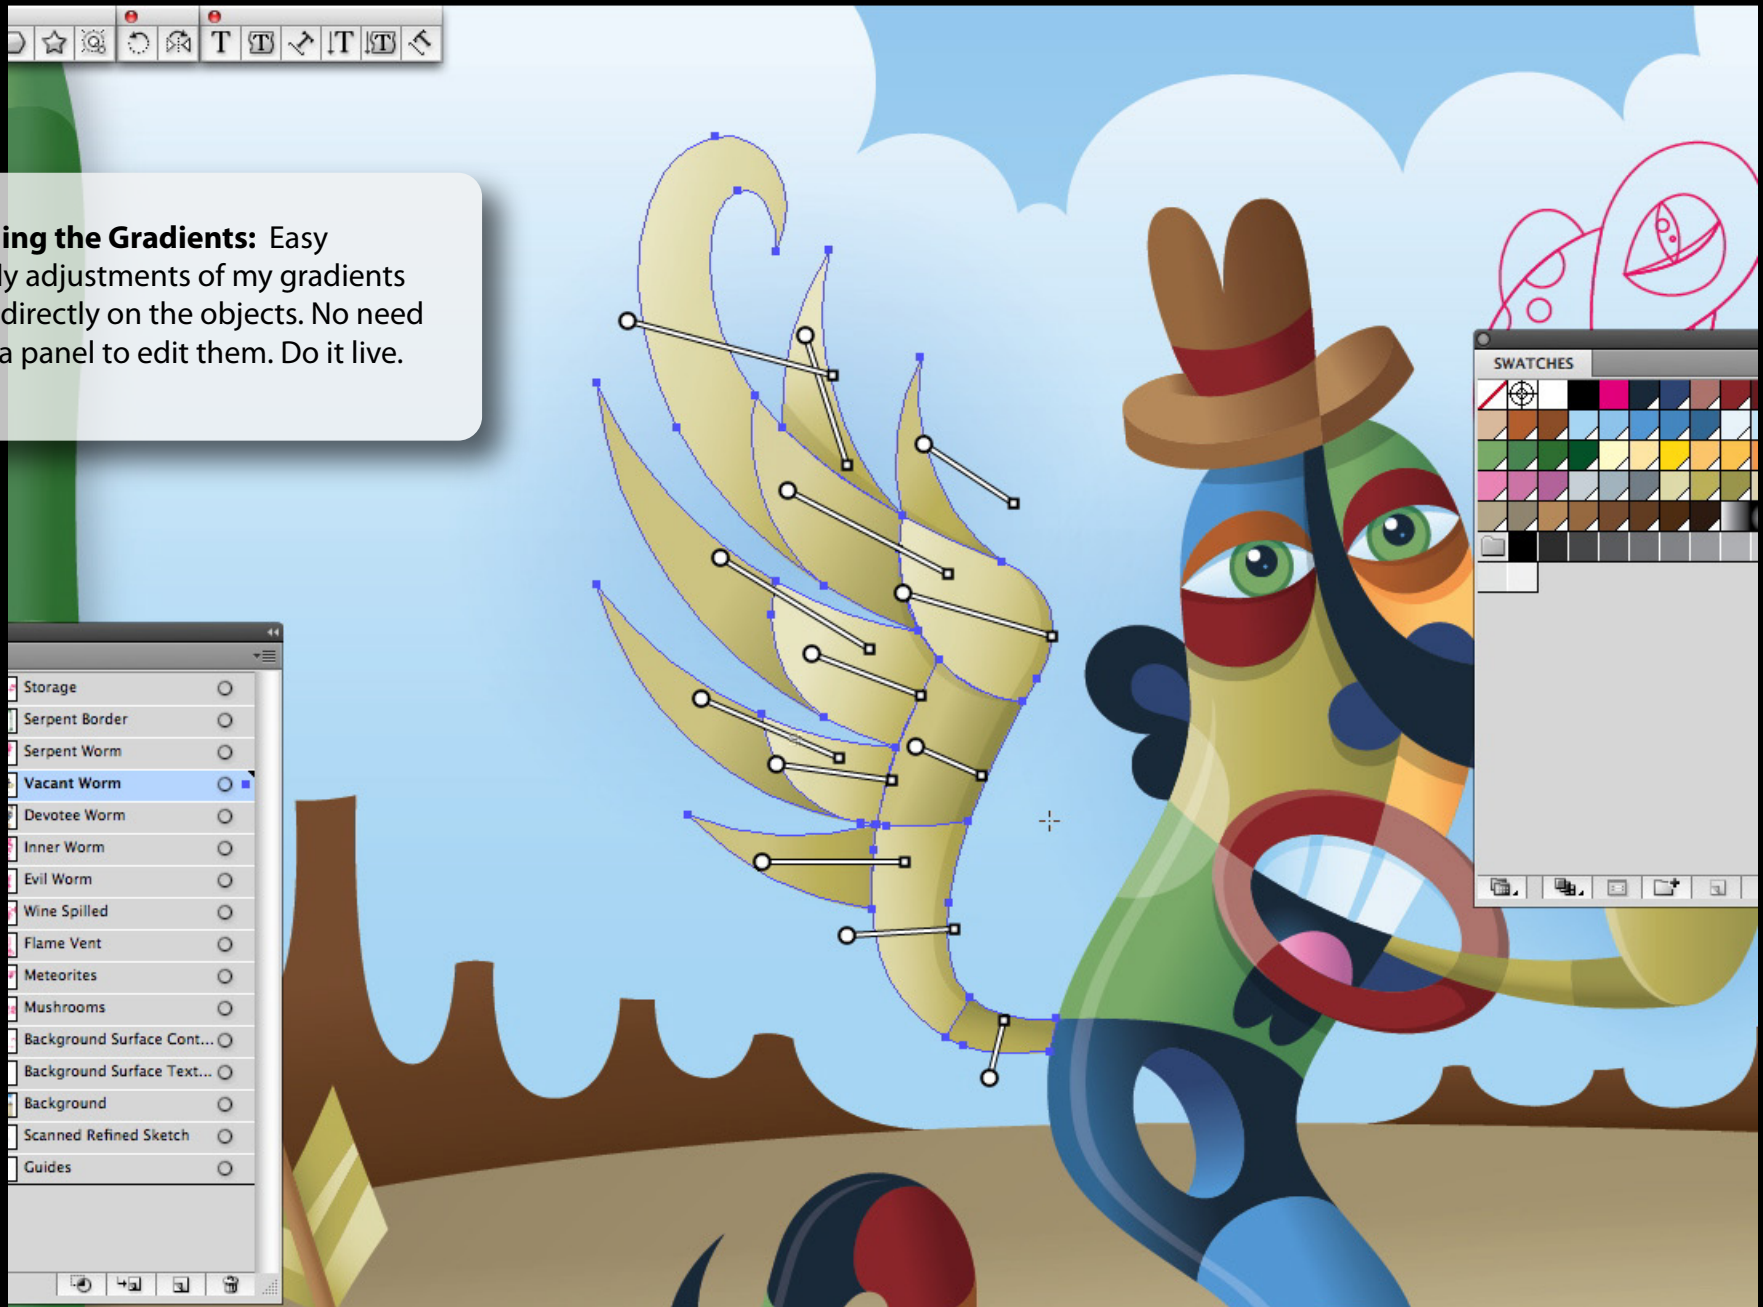 ing the Gradients: Easy
ly adjustments of my gradients
directly on the objects. No need
a panel to edit them. Do it live.
SWATCHES
Storage
Serpent Border
Serpent Worm
Vacant Worm
Devotee Worm
Inner Worm
Evil Worm
Wine Spilled
Flame Vent
Meteorites
Mushrooms
Background Surface Cont...
Background Surface Text...
Background
Scanned Refined Sketch
Guides